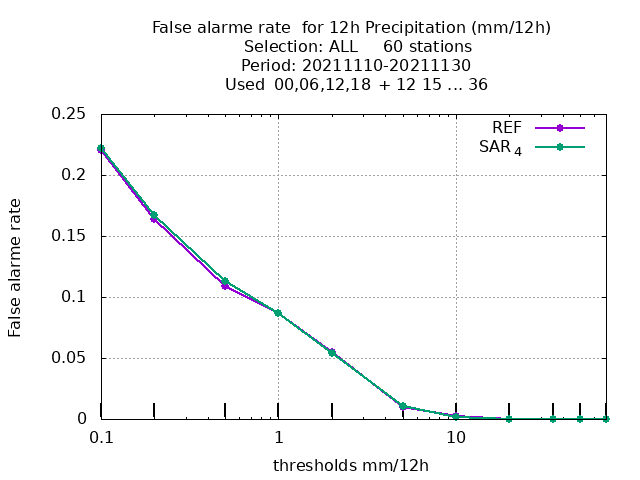 False alarme rate  for 12h Precipitation (mm/12h)
Selection: ALL     60 stations
Period: 20211110-20211130
Used  00,06,12,18  + 12 15 ... 36
REF
SAR 4
0.25
0.2
0.15
0.1
0.05
0
False alarme rate
0.1 1 10
thresholds mm/12h